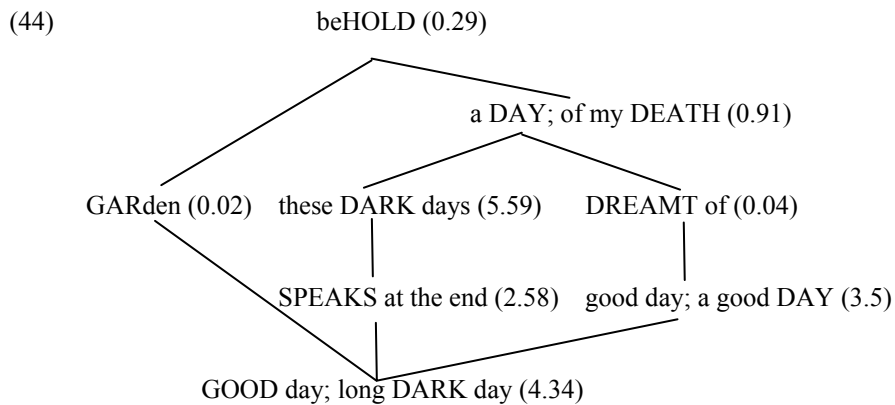 (44) beHOLD (0.29)
a DAY; of my DEATH (0.91)
GARden (0.02) these DARK days (5.59) DREAMT of (0.04)
SPEAKS at the end (2.58) good day; a good DAY (3.5)
GOOD day; long DARK day (4.34)